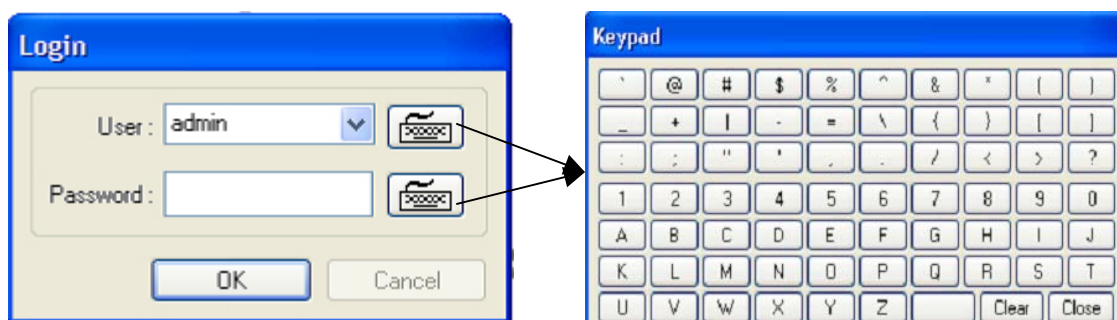 Login
User : admin
Password :
OK Cancel
Keypad
` @ # $ % ^ & * ( )
_ + | - = \ { } [ ]
: ; " ' , . / < > ?
1 2 3 4 5 6 7 8 9 0
A B C D E F G H I J
K L M N O P Q R S T
U V W X Y Z Clear Close